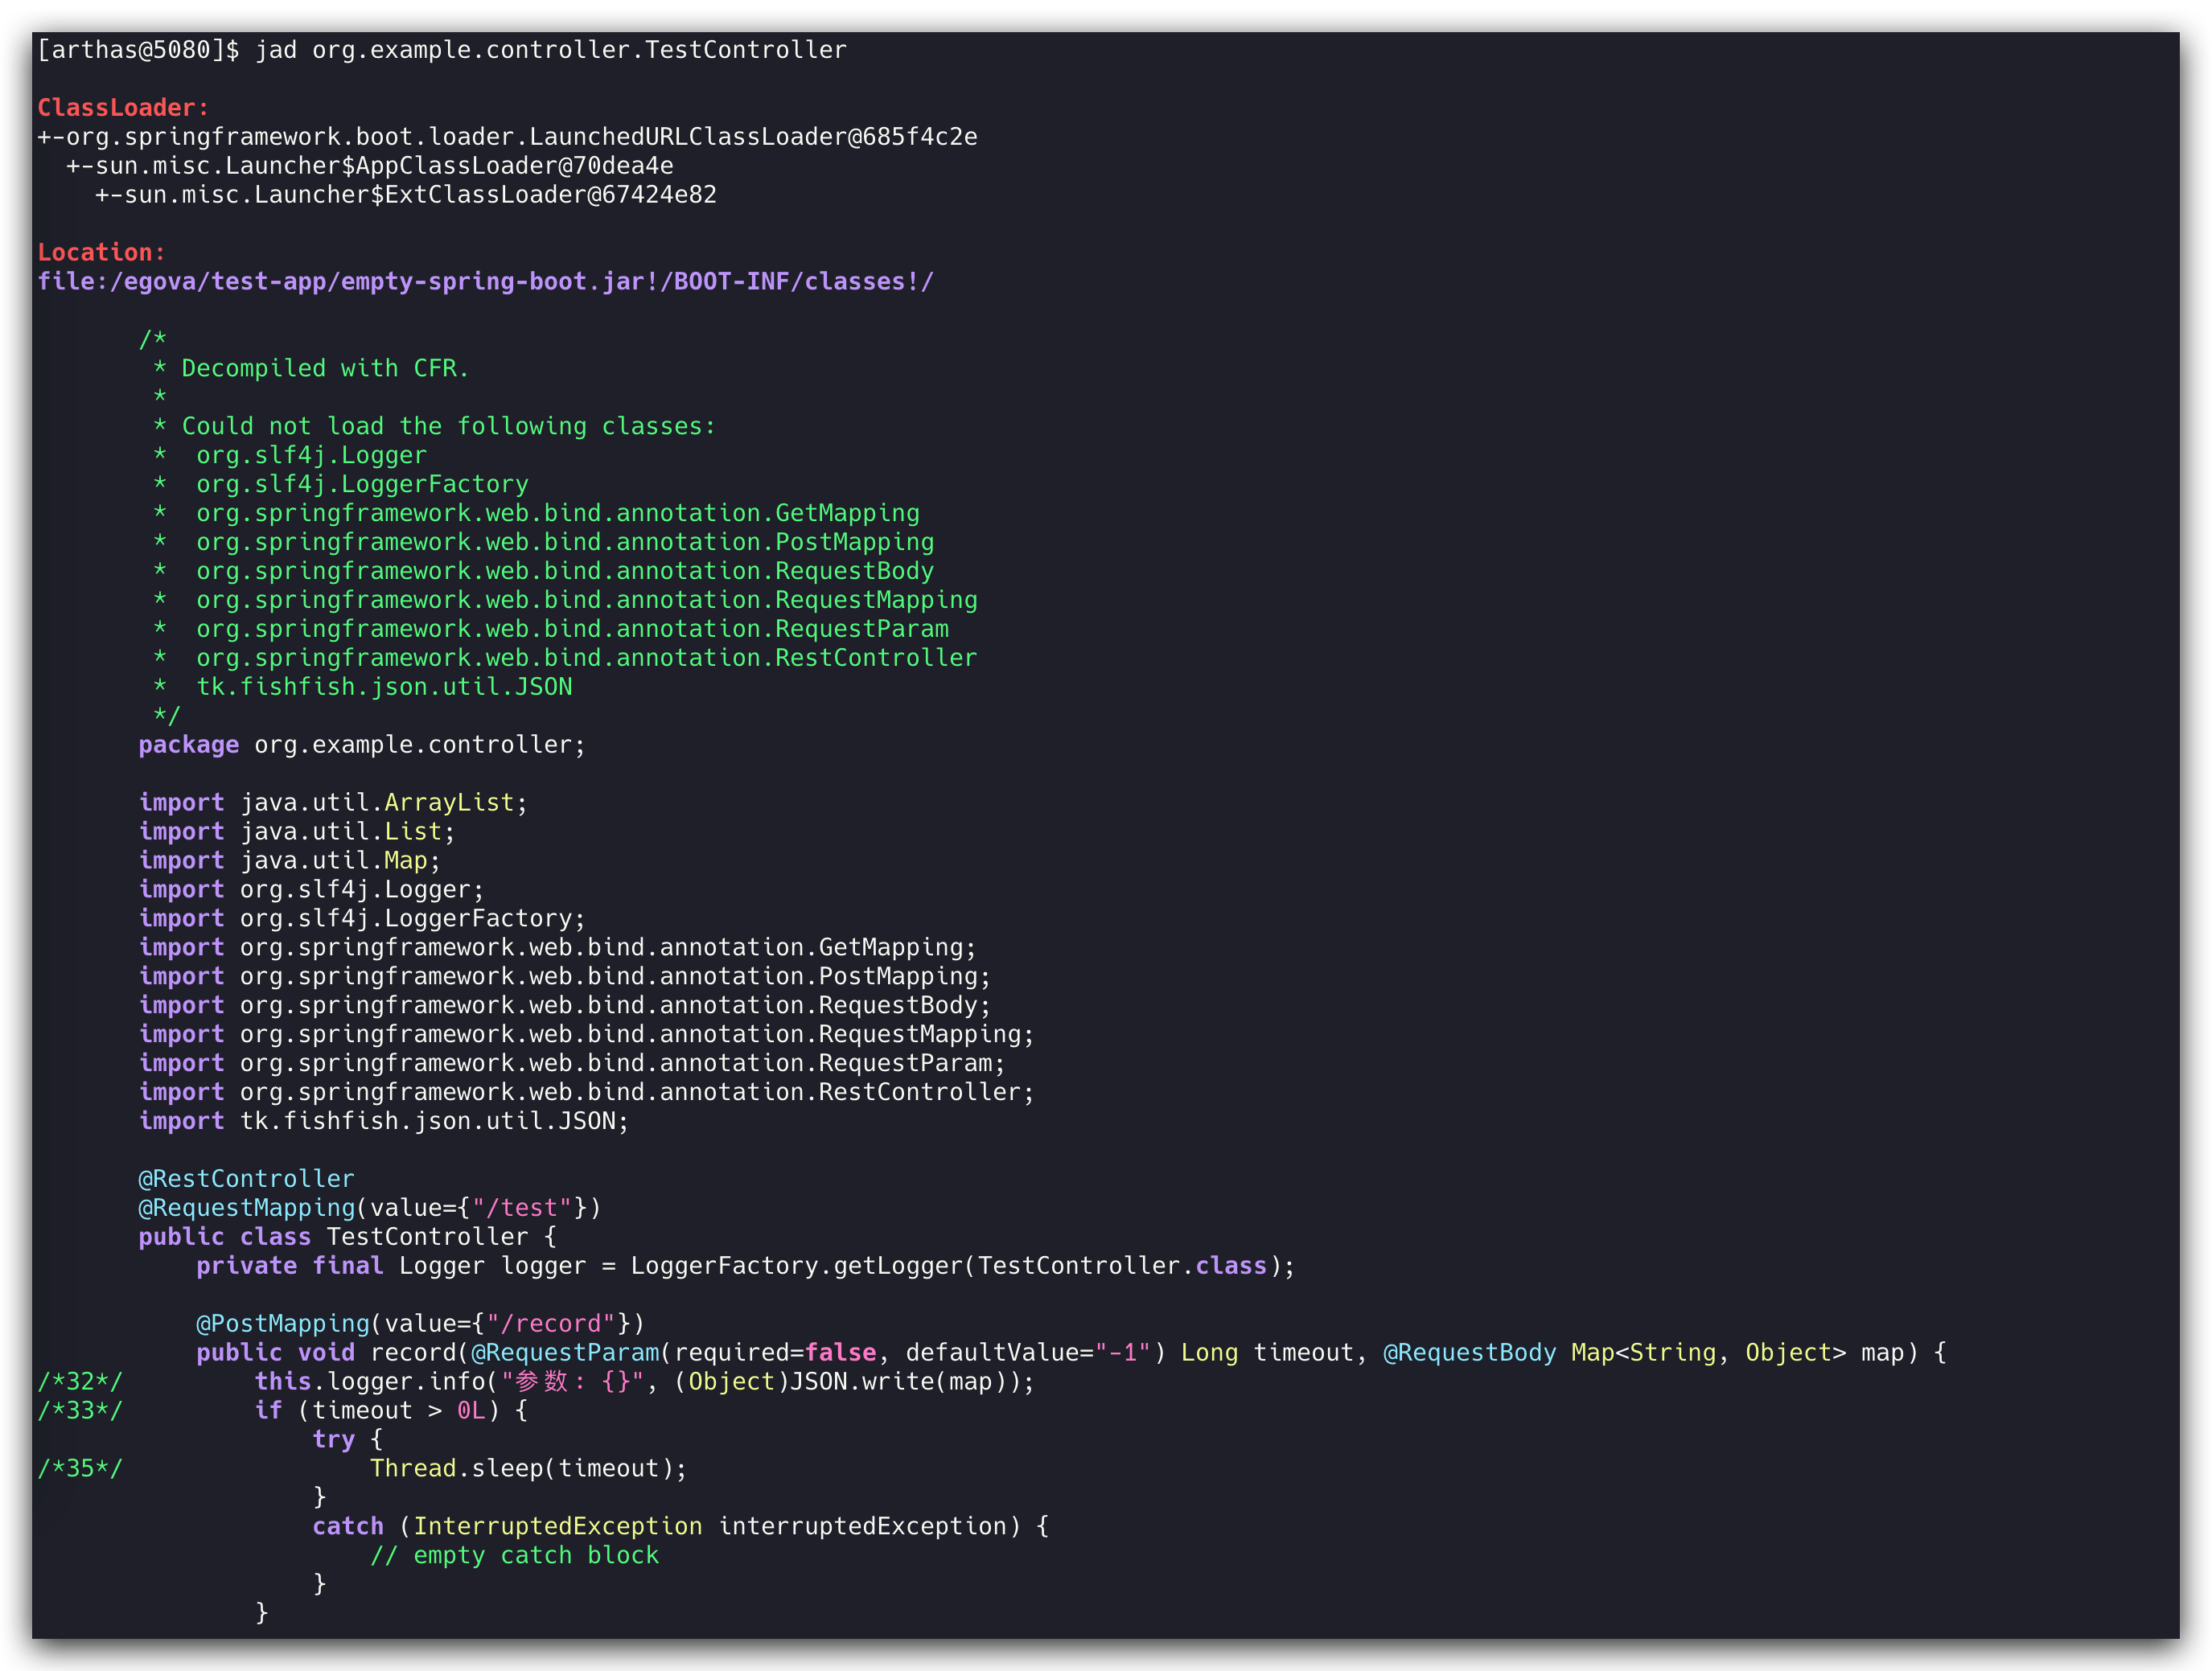 [arthas@5080]$ jad org.example.controller.TestController
ClassLoader:
+-org.springframework.boot.loader.LaunchedURLClassLoader@685f4c2e
  +-sun.misc.Launcher$AppClassLoader@70dea4e
    +-sun.misc.Launcher$ExtClassLoader@67424e82
Location:
file:/egova/test-app/empty-spring-boot.jar!/BOOT-INF/classes!/
       /*
        * Decompiled with CFR.
        *
        * Could not load the following classes:
        *  org.slf4j.Logger
        *  org.slf4j.LoggerFactory
        *  org.springframework.web.bind.annotation.GetMapping
        *  org.springframework.web.bind.annotation.PostMapping
        *  org.springframework.web.bind.annotation.RequestBody
        *  org.springframework.web.bind.annotation.RequestMapping
        *  org.springframework.web.bind.annotation.RequestParam
        *  org.springframework.web.bind.annotation.RestController
        *  tk.fishfish.json.util.JSON
        */
       package org.example.controller;
       import java.util.ArrayList;
       import java.util.List;
       import java.util.Map;
       import org.slf4j.Logger;
       import org.slf4j.LoggerFactory;
       import org.springframework.web.bind.annotation.GetMapping;
       import org.springframework.web.bind.annotation.PostMapping;
       import org.springframework.web.bind.annotation.RequestBody;
       import org.springframework.web.bind.annotation.RequestMapping;
       import org.springframework.web.bind.annotation.RequestParam;
       import org.springframework.web.bind.annotation.RestController;
       import tk.fishfish.json.util.JSON;
       @RestController
       @RequestMapping(value={"/test"})
       public class TestController {
           private final Logger logger = LoggerFactory.getLogger(TestController.class);
           @PostMapping(value={"/record"})
           public void record(@RequestParam(required=false, defaultValue="-1") Long timeout, @RequestBody Map<String, Object> map) {
/*32*/         this.logger.info("参数: {}", (Object)JSON.write(map));
/*33*/         if (timeout > 0L) {
                   try {
/*35*/                 Thread.sleep(timeout);
                   }
                   catch (InterruptedException interruptedException) {
                       // empty catch block
                   }
               }